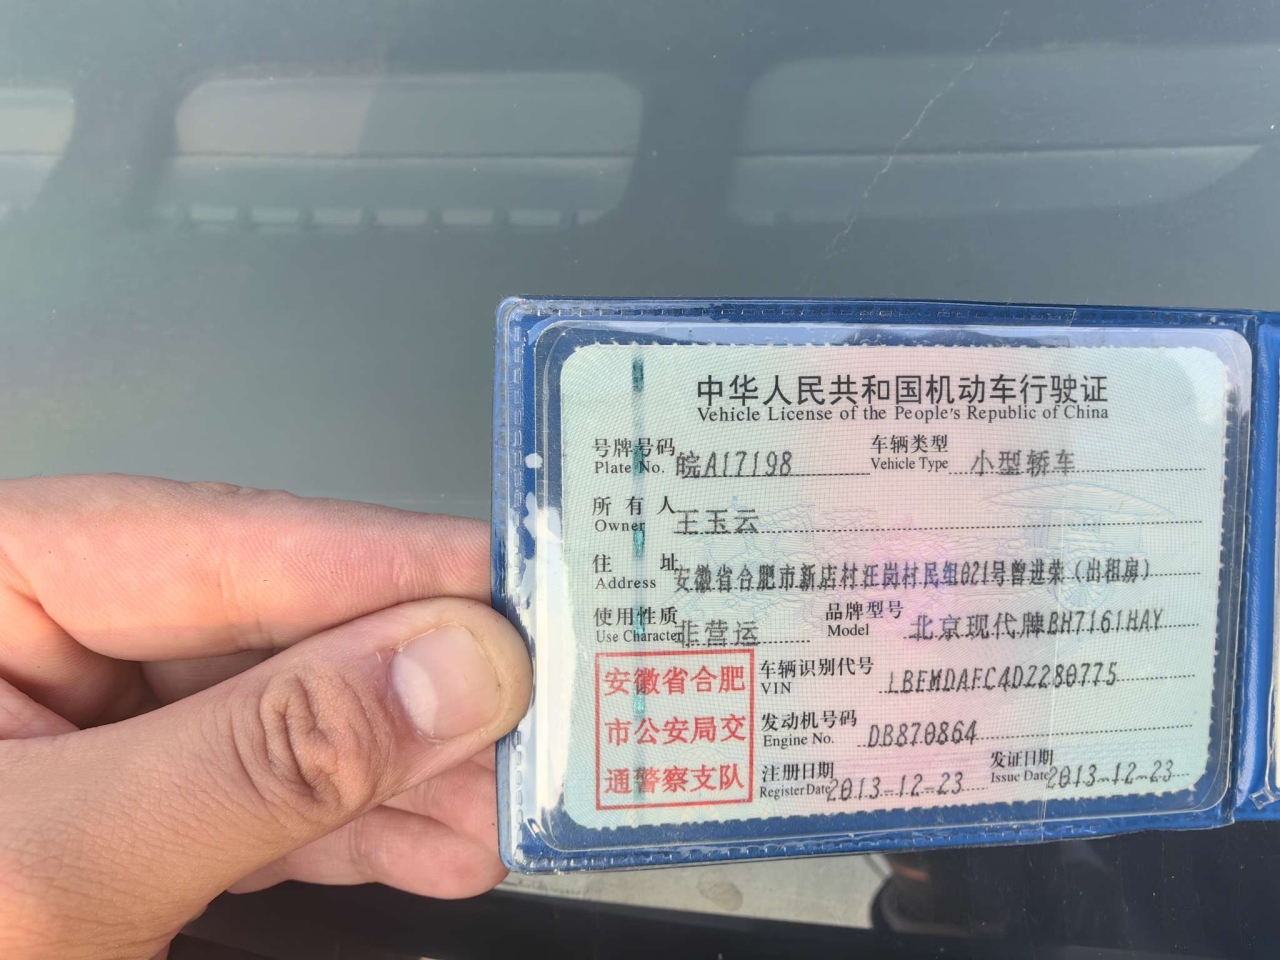 中华人民共和国机动车行驶证
Vehicle License of the People's Republic of China
号牌号码 皖A17198 车辆类型 小型轿车
Plate No. Vehicle Type
所有人 王玉云
Owner
住址 安徽省合肥市新店村汪岗村民组021号曾进荣（出租房）
Address
使用性质 非营运 品牌型号 北京现代牌BH7161HAY
Use Character Model
安徽省合肥
市公安局交
通警察支队
车辆识别代号 LBEMDAFC4DZ280775
VIN
发动机号码 DB870864
Engine No.
注册日期 2013-12-23 发证日期 2013-12-23
Register Date Issue Date